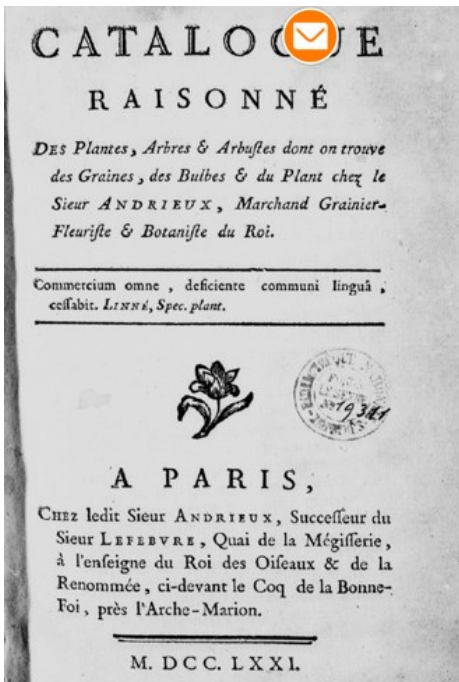 CATALOGUE
RAISONNÉ
DES Plantes, Arbres & Arbuſtes dont on trouve
des Graines, des Bulbes & du Plant chez le
Sieur ANDRIEUX, Marchand Grainier-
Fleuriſte & Botaniſte du Roi.
Commercium omne, deficiente communi linguâ,
ceſſabit. LINNÉ, Spec. plant.
19341
A PARIS,
CHEZ ledit Sieur ANDRIEUX, Succeſſeur du
Sieur LEFEBVRE, Quai de la Mégiſſerie,
à l'enſeigne du Roi des Oiſeaux & de la
Renommée, ci-devant le Coq de la Bonne-
Foi, près l'Arche-Marion.
M. DCC. LXXI.